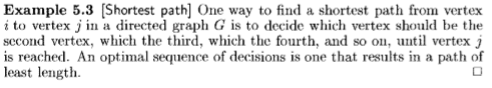 Example 5.3 [Shortest path] One way to find a shortest path from vertex
i to vertex j in a directed graph G is to decide which vertex should be the
second vertex, which the third, which the fourth, and so on, until vertex j
is reached. An optimal sequence of decisions is one that results in a path of
least length. □